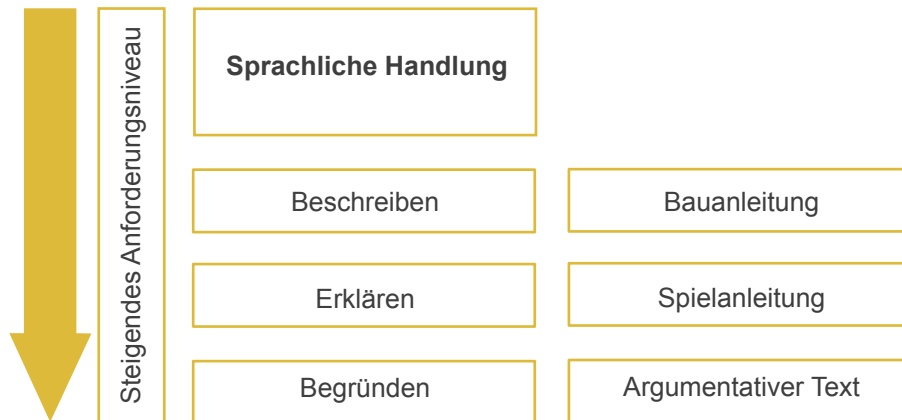 Steigendes Anforderungsniveau
Sprachliche Handlung
Beschreiben
Bauanleitung
Erklären
Spielanleitung
Begründen
Argumentativer Text